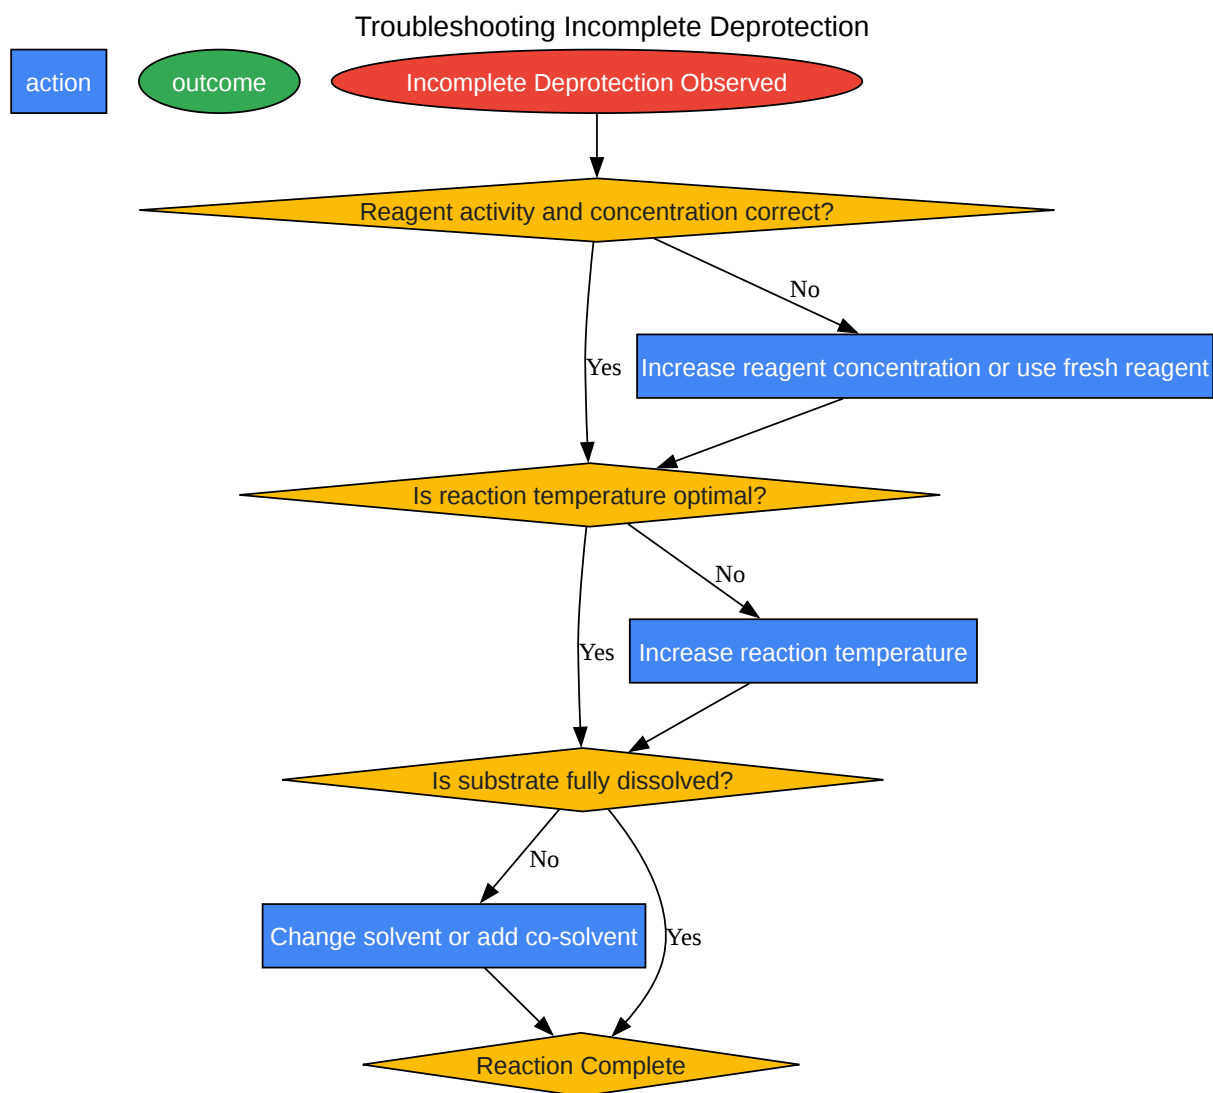 Troubleshooting Incomplete Deprotection
action
outcome
Incomplete Deprotection Observed
Reagent activity and concentration correct?
No
Yes
Increase reagent concentration or use fresh reagent
Is reaction temperature optimal?
No
Yes
Increase reaction temperature
Is substrate fully dissolved?
No
Change solvent or add co-solvent
Yes
Reaction Complete